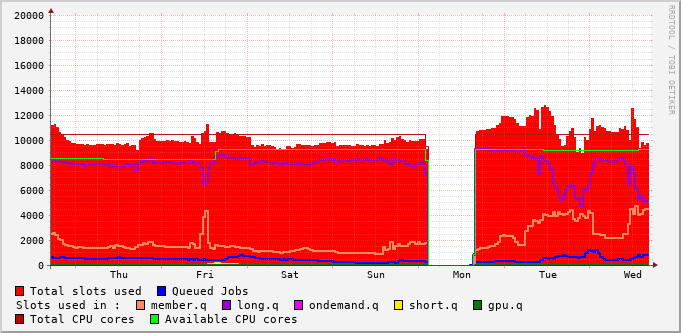 20000
18000
16000
14000
12000
10000
8000
6000
4000
2000
0
Thu Fri Sat Sun Mon Tue Wed
RRDTOOL / TOBI OETIKER
Total slots used Queued Jobs
Slots used in : member.q long.q ondemand.q short.q gpu.q
Total CPU cores Available CPU cores